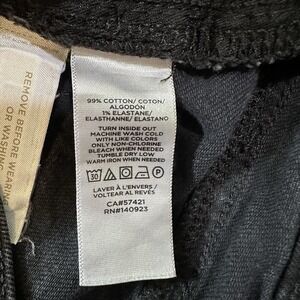 REMOVE BEFORE WEARING
OR WASHING
99% COTTON/ COTON/
ALGODÓN
1% ELASTANE/
ELASTHANNE/ ELASTANO
TURN INSIDE OUT
MACHINE WASH COLD
WITH LIKE COLORS
ONLY NON-CHLORINE
BLEACH WHEN NEEDED
TUMBLE DRY LOW
WARM IRON WHEN NEEDED
30
LAVER À L'ENVERS /
VOLTEAR AL REVÉS
CA#57421
RN#140923